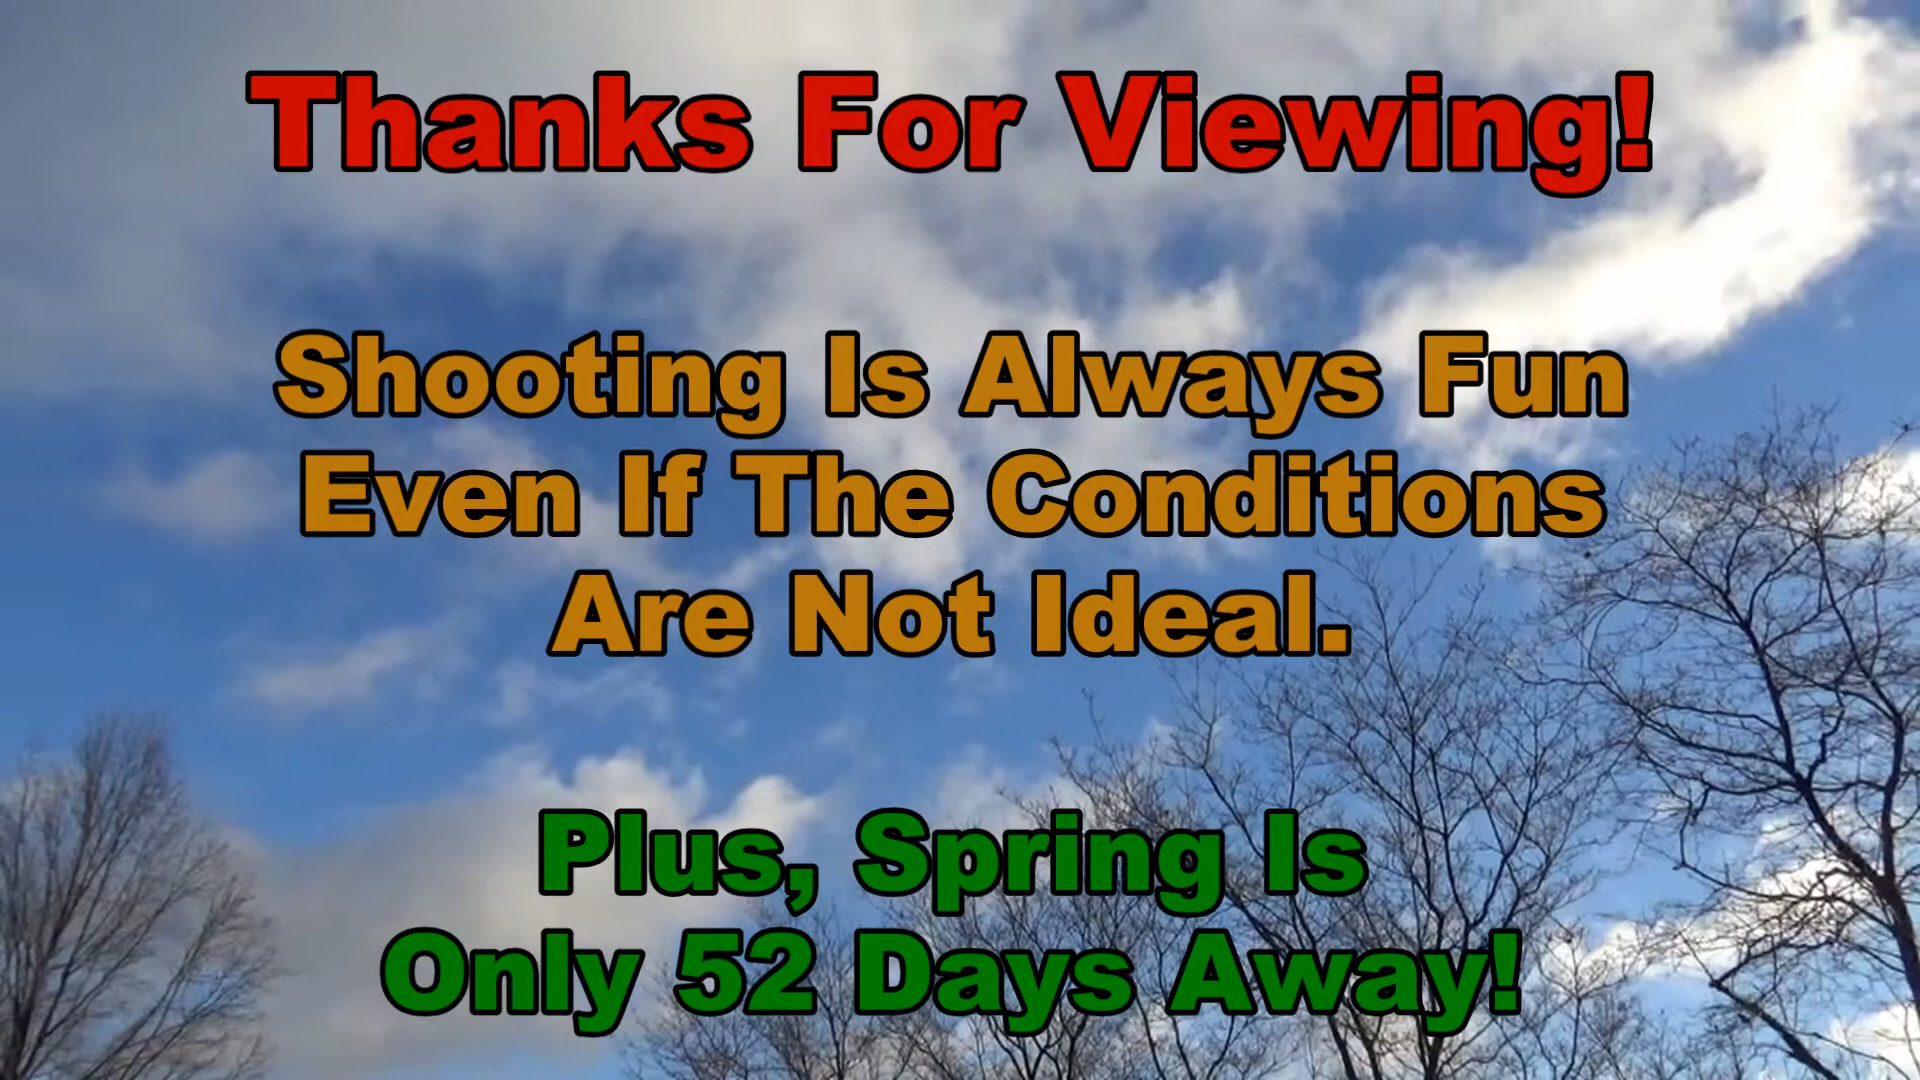 Thanks For Viewing!
Shooting Is Always Fun
Even If The Conditions
Are Not Ideal.
Plus, Spring Is
Only 52 Days Away!